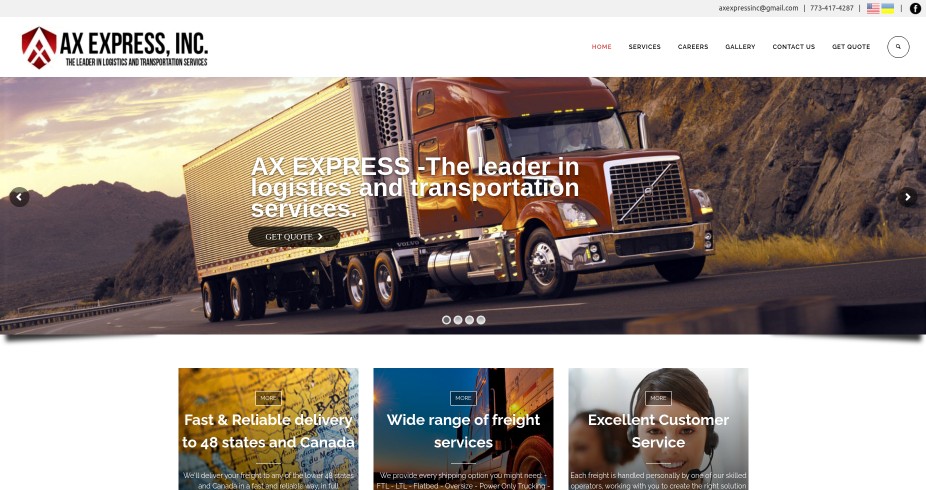 axexpressinc@gmail.com | 773-417-4287 | |
AX EXPRESS, INC.
THE LEADER IN LOGISTICS AND TRANSPORTATION SERVICES
HOME SERVICES CAREERS GALLERY CONTACT US GET QUOTE
AX EXPRESS -The leader in
logistics and transportation
services.
GET QUOTE
VOLVO
MORE
Fast & Reliable delivery
to 48 states and Canada
We'll deliver your freight to any of the lower 48 states
and Canada in a fast and reliable way, in full
MORE
Wide range of freight
services
We provide every shipping option you might need -
FTL - LTL - Flatbed - Oversize - Power Only Trucking -
MORE
Excellent Customer
Service
Each freight is handled personally by one of our skilled
operators, working with you to create the right solution